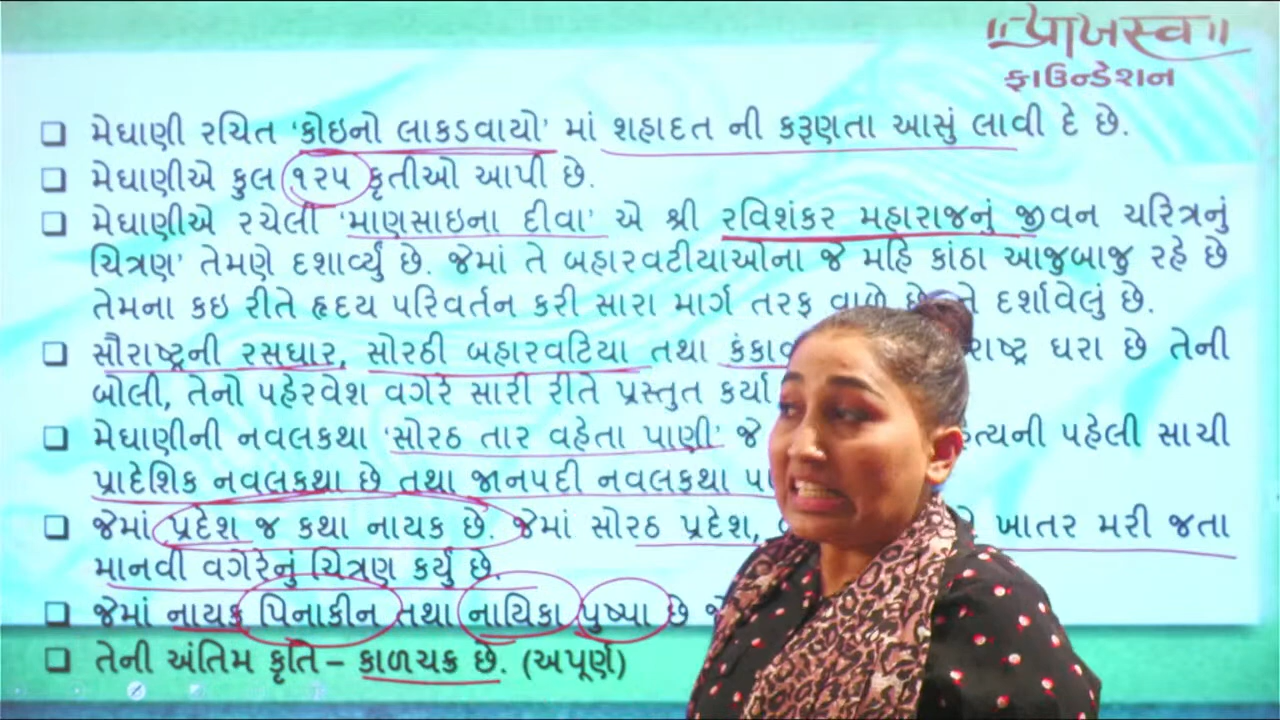 ॥પ્રાખસ્વ॥
ફાઉન્ડેશન
❑ મેઘાણી રચિત ‘કોઇનો લાકડવાયો’ માં શહાદત ની કરૂણતા આસું લાવી દે છે.
❑ મેઘાણીએ કુલ ૧૨૫ કૃતીઓ આપી છે.
❑ મેઘાણીએ રચેલી ‘માણસાઇના દીવા’ એ શ્રી રવિશંકર મહારાજનું જીવન ચરિત્રનું
ચિત્રણ’ તેમણે દશાવ્યું છે. જેમાં તે બહારવટીયાઓના જે મહિ કાંઠા આજુબાજુ રહે છે
તેમના કઇ રીતે હૃદય પરિવર્તન કરી સારા માર્ગ તરફ વાળે છે તે દર્શાવેલું છે.
❑ સૌરાષ્ટ્રની રસધાર, સોરઠી બહારવટિયા તથા ધરા છે તેની
બોલી, તેનો પહેરવેશ વગેરે સારી રીતે પ્રસ્તુત કર્યા
❑ મેઘાણીની નવલકથા ‘સોરઠ તાર વહેતા પાણી’ જે પહેલી સાચી
પ્રાદેશિક નવલકથા છે તથા જાનપદી નવલકથા
❑ જેમાં પ્રદેશ જ કથા નાયક છે. જેમાં સોરઠ પ્રદેશ, ખાતર મરી જતા
માનવી વગેરેનું ચિત્રણ કર્યું છે.
❑ જેમાં નાયક પિનાકીન તથા નાયિકા પુષ્પા છે
❑ તેની અંતિમ કૃતિ – કાળચક્ર છે. (અપૂર્ણ)